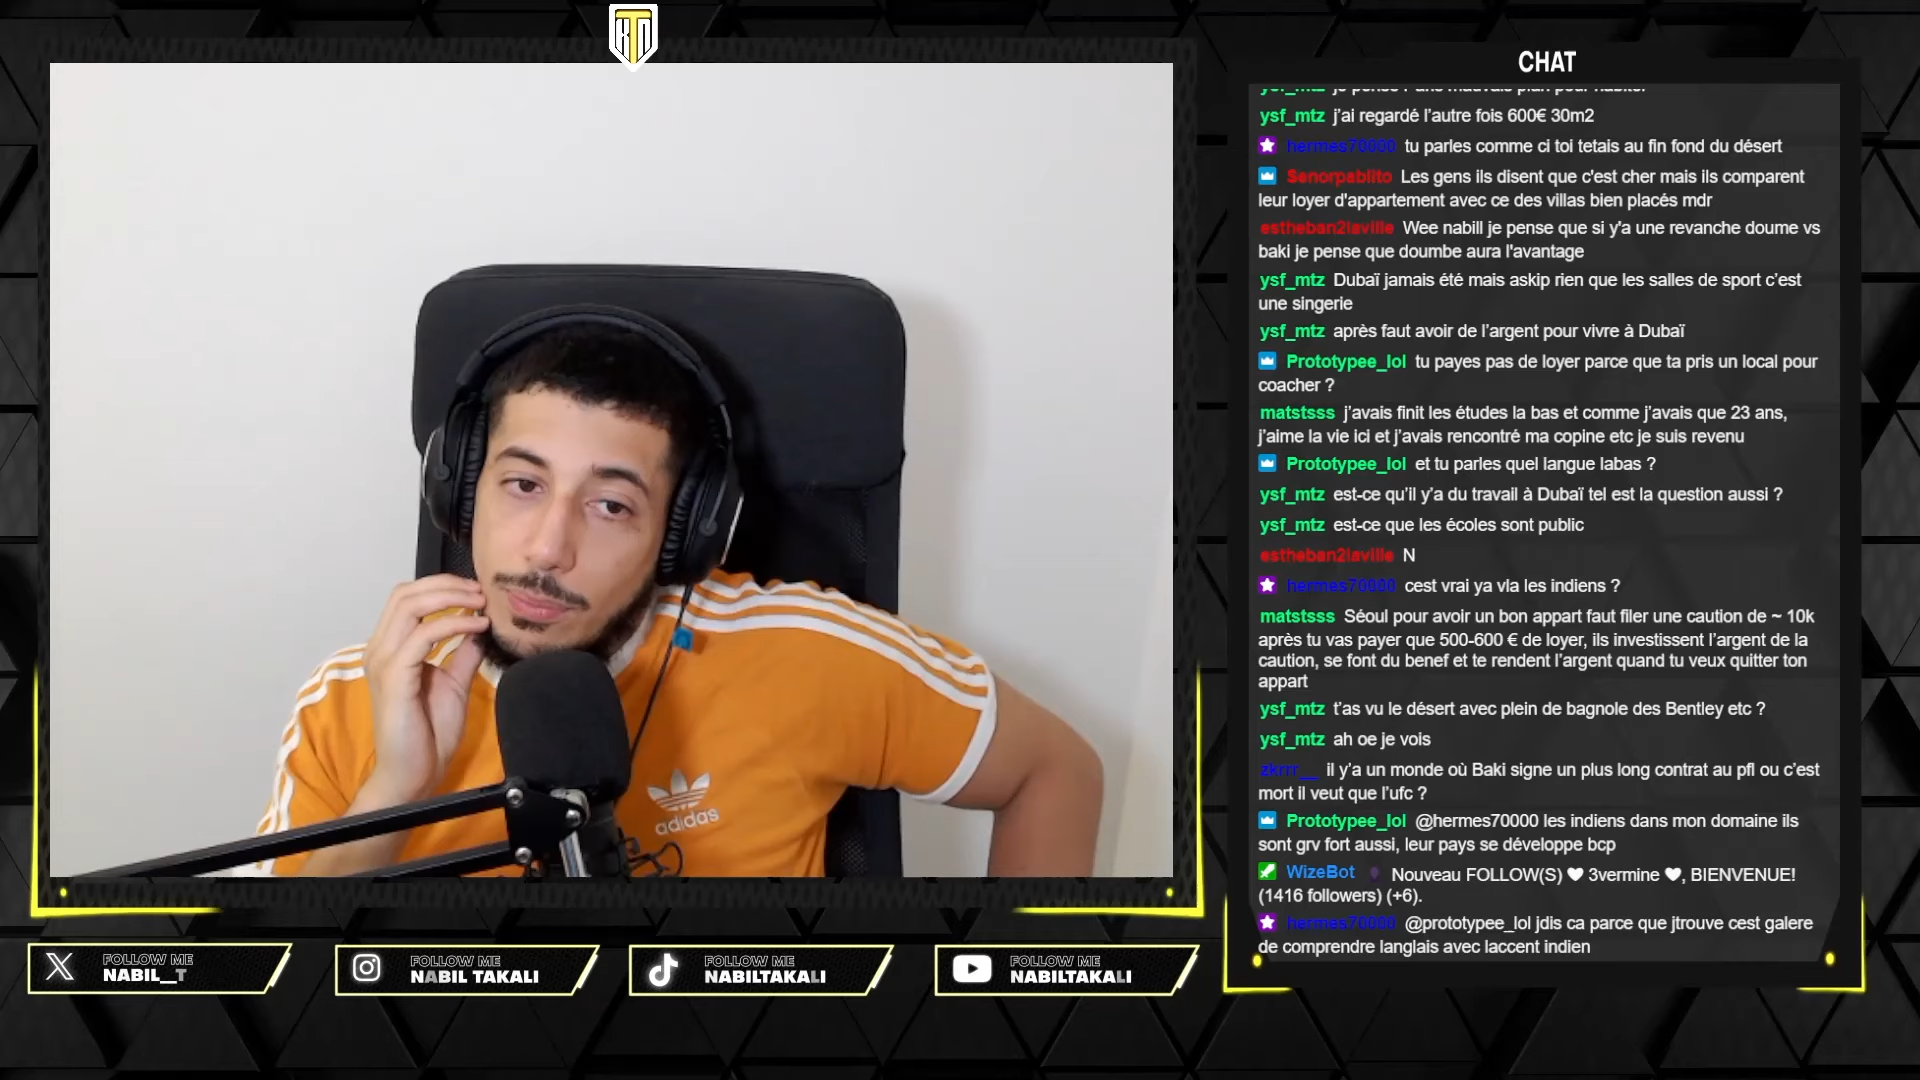 CHAT
ysf_mtz j'ai regardé l'autre fois 600€ 30m2
hermes70000 tu parles comme ci toi tetais au fin fond du désert
Senorpablito Les gens ils disent que c'est cher mais ils comparent
leur loyer d'appartement avec ce des villas bien placés mdr
estheban2laville Wee nabill je pense que si y'a une revanche doume vs
baki je pense que doumbe aura l'avantage
ysf_mtz Dubaï jamais été mais askip rien que les salles de sport c'est
une singerie
ysf_mtz après faut avoir de l'argent pour vivre à Dubaï
Prototypee_lol tu payes pas de loyer parce que ta pris un local pour
coacher ?
matstsss j'avais finit les études la bas et comme j'avais que 23 ans,
j'aime la vie ici et j'avais rencontré ma copine etc je suis revenu
Prototypee_lol et tu parles quel langue labas ?
ysf_mtz est-ce qu'il y'a du travail à Dubaï tel est la question aussi ?
ysf_mtz est-ce que les écoles sont public
estheban2laville N
hermes70000 cest vrai ya vla les indiens ?
matstsss Séoul pour avoir un bon appart faut filer une caution de ~ 10k
après tu vas payer que 500-600 € de loyer, ils investissent l'argent de la
caution, se font du benef et te rendent l'argent quand tu veux quitter ton
appart
ysf_mtz t'as vu le désert avec plein de bagnole des Bentley etc ?
ysf_mtz ah oe je vois
zkrrr__ il y'a un monde où Baki signe un plus long contrat au pfl ou c'est
mort il veut que l'ufc ?
Prototypee_lol @hermes70000 les indiens dans mon domaine ils
sont grv fort aussi, leur pays se développe bcp
WizeBot Nouveau FOLLOW(S) ♥ 3vermine ♥, BIENVENUE!
(1416 followers) (+6).
hermes70000 @prototypee_lol jdis ca parce que jtrouve cest galere
de comprendre langlais avec laccent indien
adidas
FOLLOW ME
NABIL__T
FOLLOW ME
NABIL TAKALI
FOLLOW ME
NABILTAKALI
FOLLOW ME
NABILTAKALI